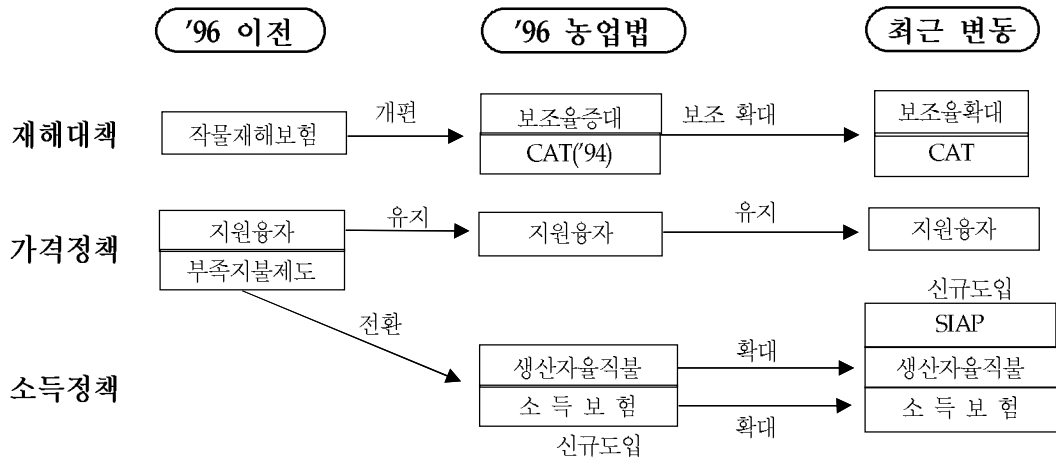 ’96 이전 ’96 농업법 최근 변동
재해대책 작물재해보험 개편 보조율증대 보조 확대 보조율확대
CAT(’94) CAT
가격정책 지원융자 유지 지원융자 유지 지원융자
부족지불제도
신규도입
전환 SIAP
소득정책 생산자율직불 확대 생산자율직불
소 득 보 험 확대 소 득 보 험
신규도입